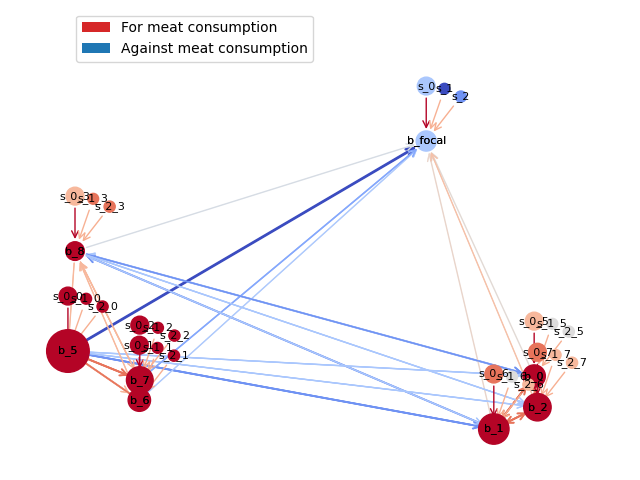 For meat consumption
Against meat consumption
s_0
s_1
s_2
b_focal
s_0_3
s_1_3
s_2_3
b_8
s_0_0
s_1_0
s_2_0
s_0_2
s_1_2
s_2_2
s_0_1
s_1_1
s_2_1
b_5
b_7
b_6
s_0_5
s_1_5
s_2_5
s_0_7
s_1_7
s_2_7
s_0_6
s_1_6
s_2_6
b_0
b_2
b_1